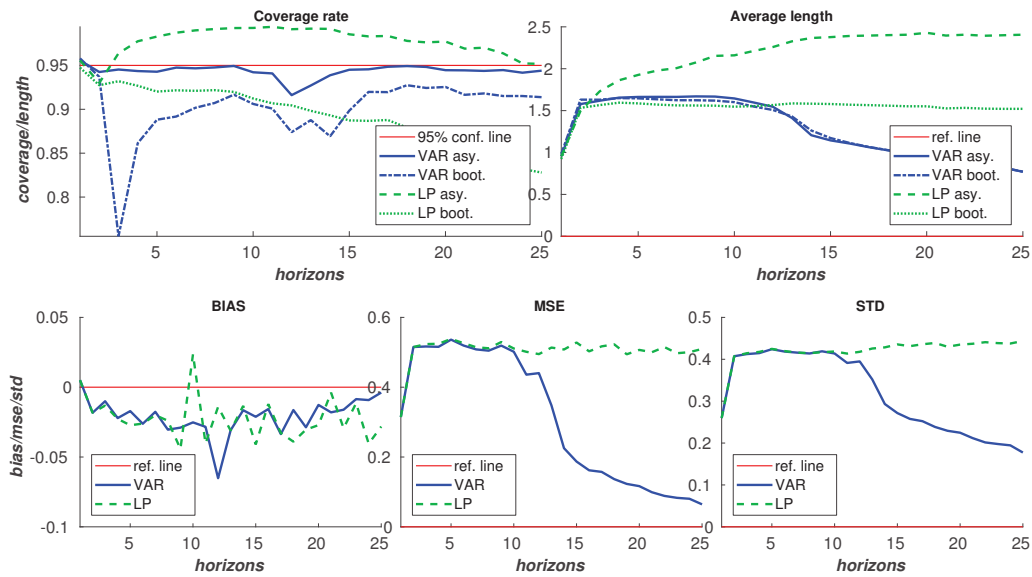 Coverage rate
coverage/length
0.95
0.9
0.85
0.8
95% conf. line
VAR asy.
VAR boot.
LP asy.
LP boot.
5
10
15
20
25
horizons
Average length
2.5
2
1.5
1
0.5
0
ref. line
VAR asy.
VAR boot.
LP asy.
LP boot.
5
10
15
20
25
horizons
BIAS
bias/mse/std
0.05
0
-0.05
-0.1
ref. line
VAR
LP
5
10
15
20
25
horizons
MSE
0.6
0.4
0.2
0
ref. line
VAR
LP
5
10
15
20
25
horizons
STD
0.5
0.4
0.3
0.2
0.1
0
ref. line
VAR
LP
5
10
15
20
25
horizons